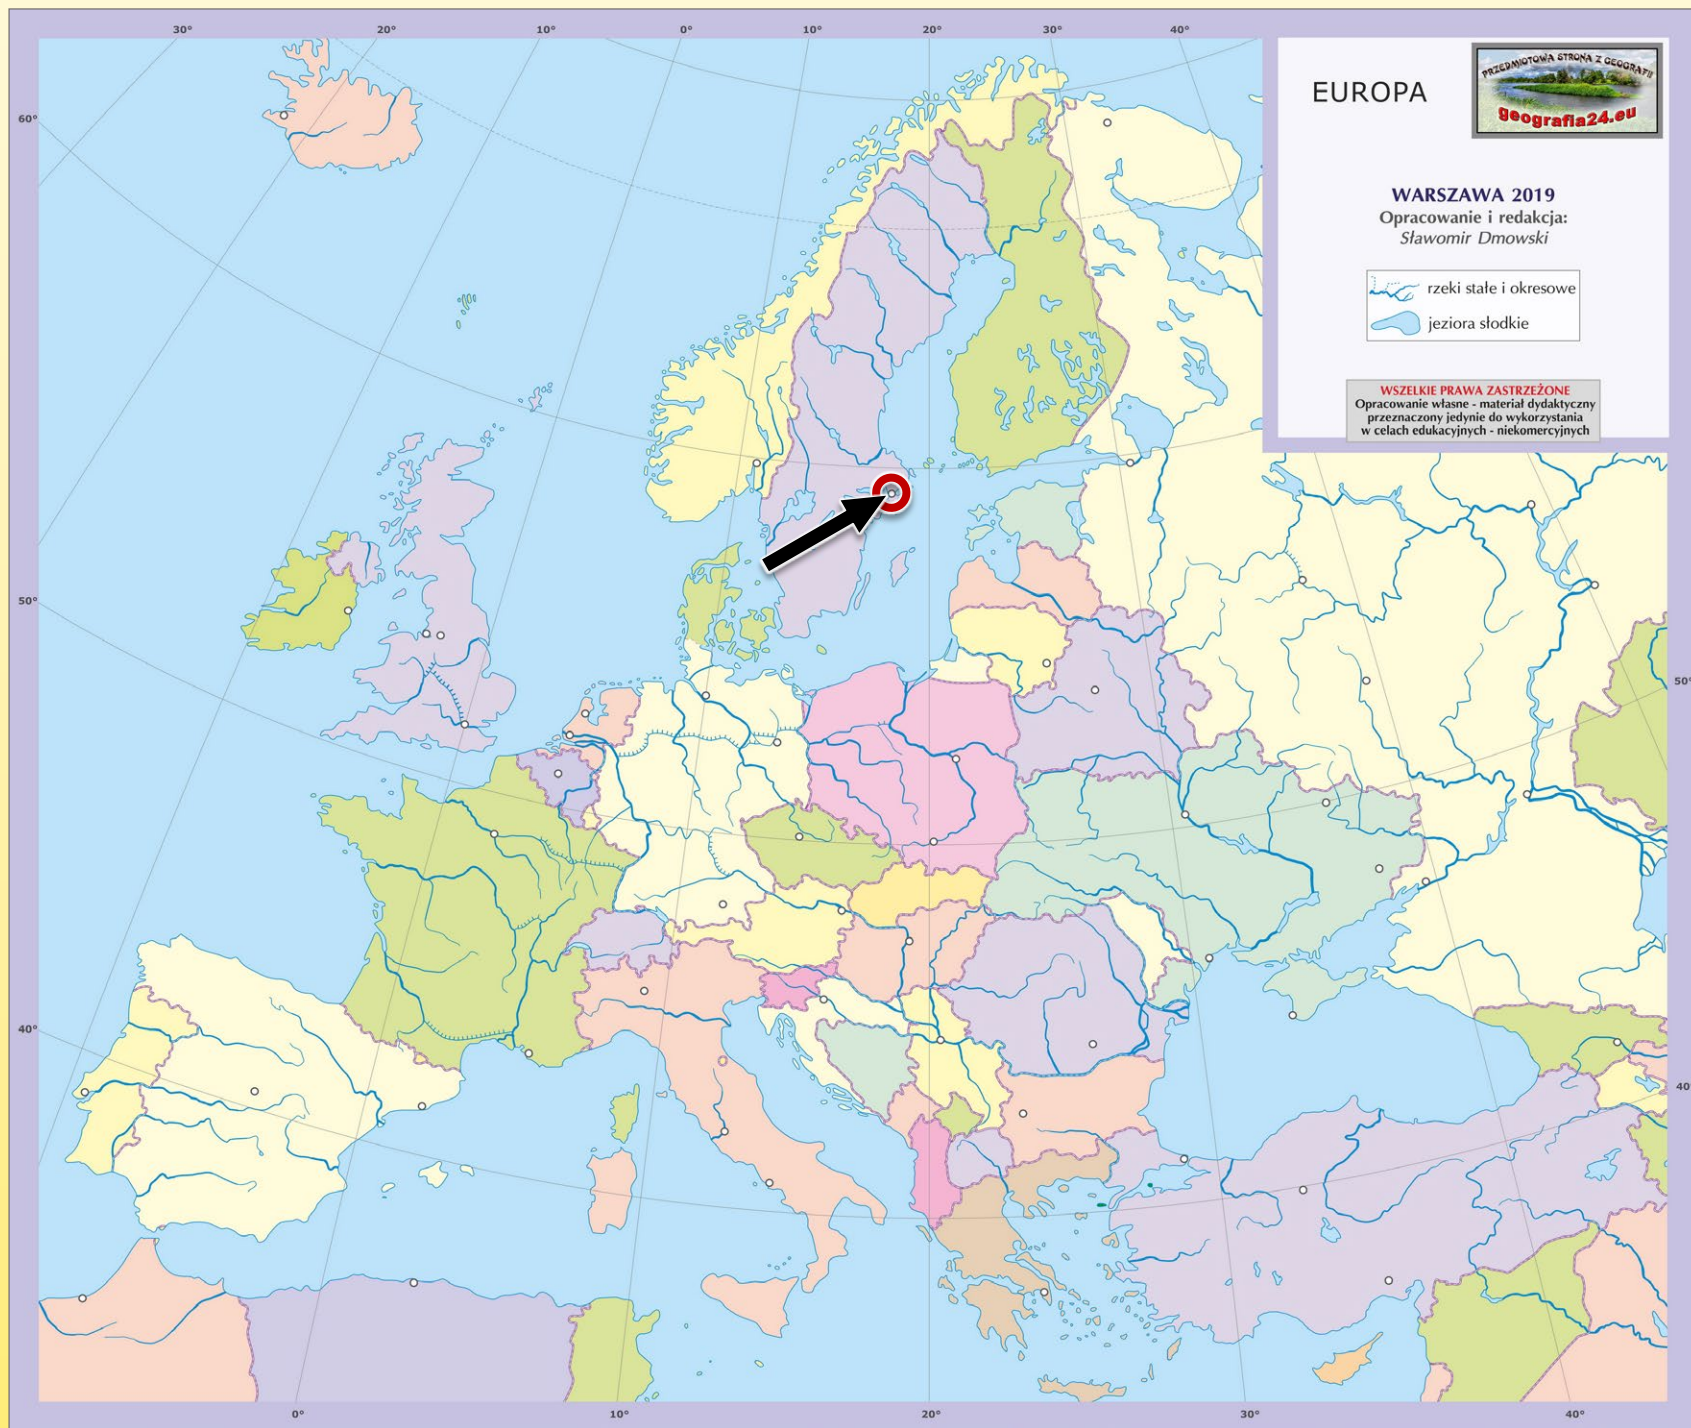 30° 20° 10° 0° 10° 20° 30° 40°
EUROPA
PRZEDMIOTOWA STRONA Z GEOGRAFII
geografia24.eu
60°
WARSZAWA 2019
Opracowanie i redakcja:
Sławomir Dmowski
rzeki stałe i okresowe
jeziora słodkie
WSZELKIE PRAWA ZASTRZEŻONE
Opracowanie własne - materiał dydaktyczny
przeznaczony jedynie do wykorzystania
w celach edukacyjnych - niekomercyjnych
50°
50°
40°
40°
0° 10° 20° 30° 40°